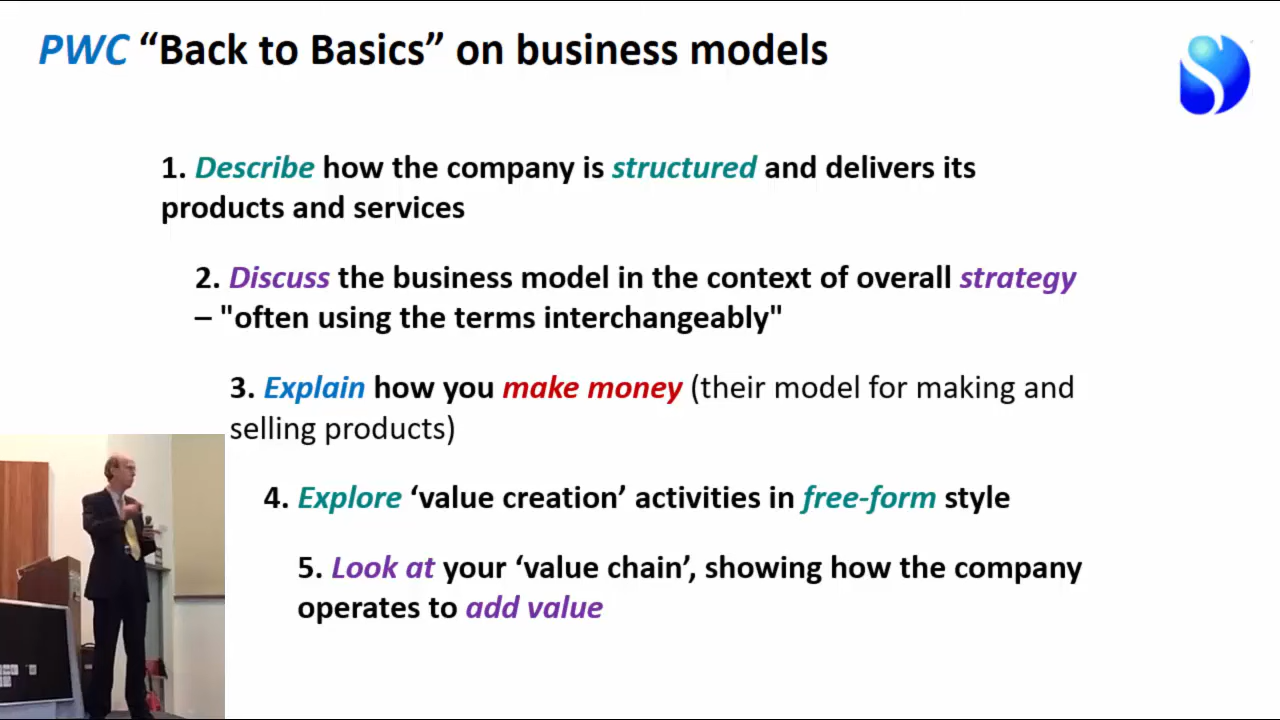 PWC “Back to Basics” on business models
1. Describe how the company is structured and delivers its
products and services
2. Discuss the business model in the context of overall strategy
– "often using the terms interchangeably"
3. Explain how you make money (their model for making and
selling products)
4. Explore ‘value creation’ activities in free-form style
5. Look at your ‘value chain’, showing how the company
operates to add value